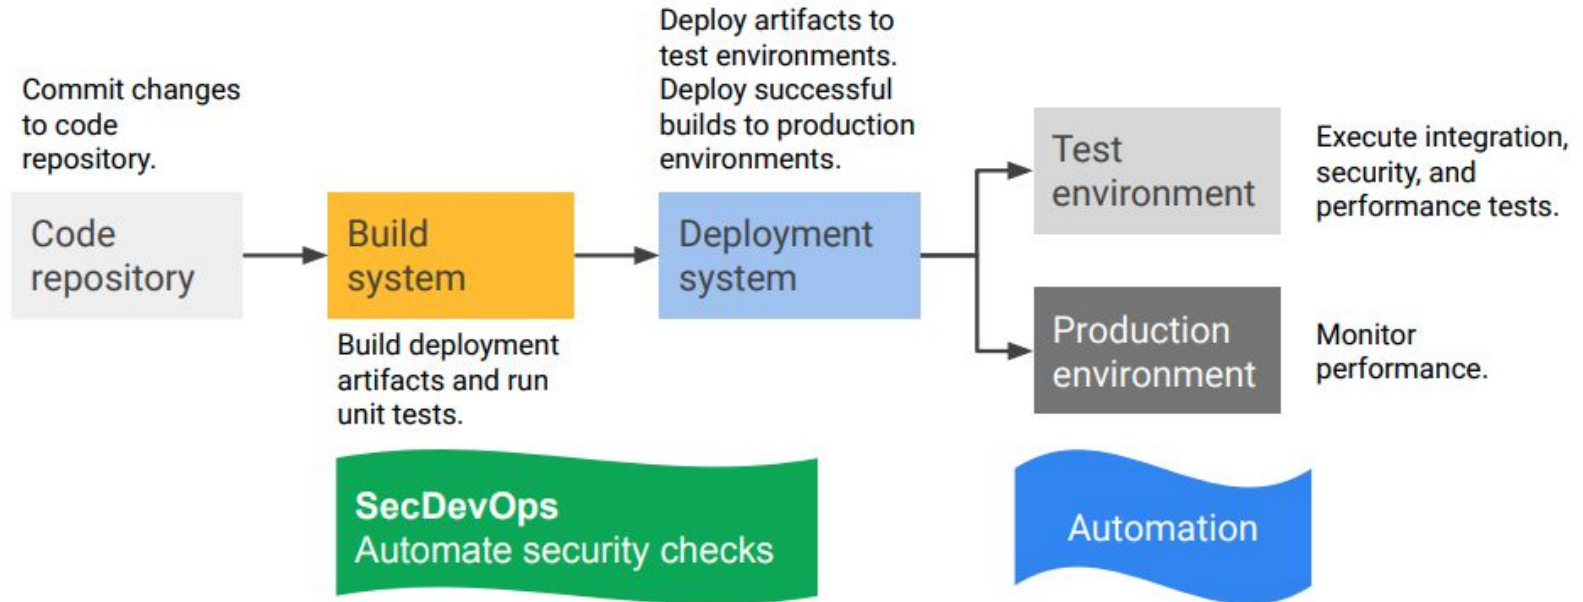 Commit changes
to code
repository.
Code
repository
Build
system
Build deployment
artifacts and run
unit tests.
Deploy artifacts to
test environments.
Deploy successful
builds to production
environments.
Deployment
system
Test
environment
Execute integration,
security, and
performance tests.
Production
environment
Monitor
performance.
SecDevOps
Automate security checks
Automation